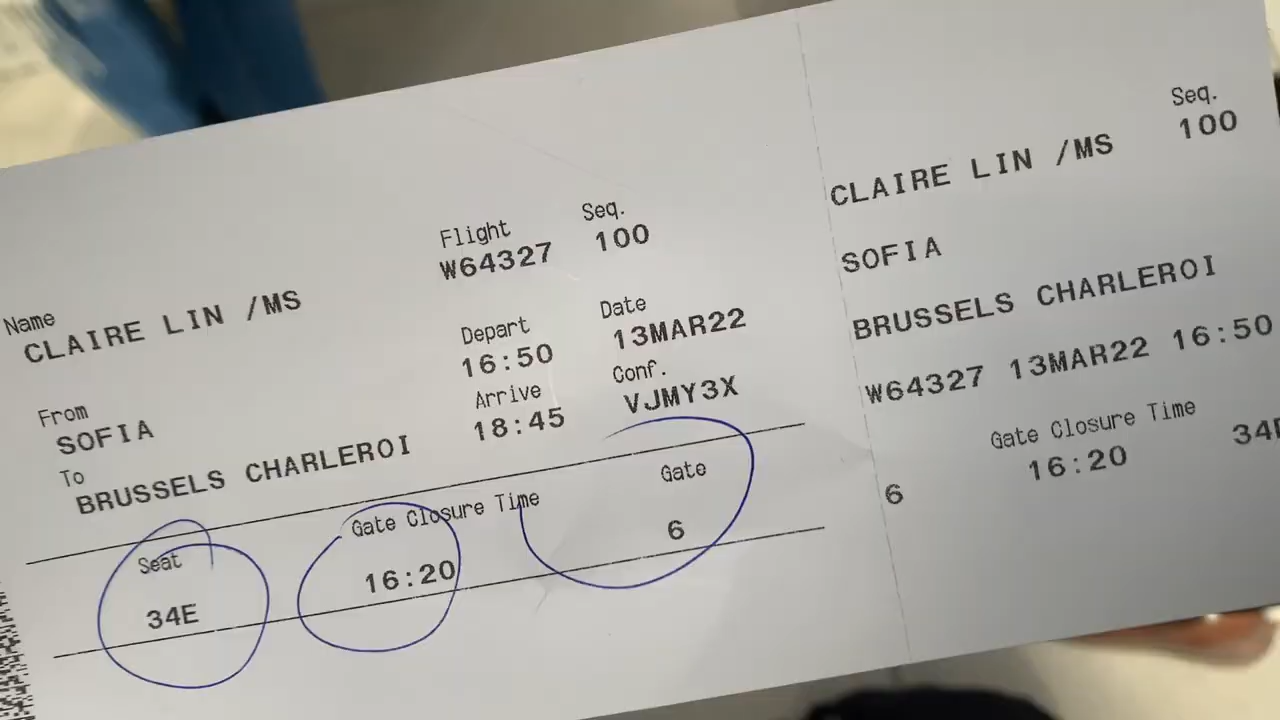 Name
CLAIRE LIN /MS
Flight
W64327
Seq.
100
From
SOFIA
Depart
16:50
Date
13MAR22
To
BRUSSELS CHARLEROI
Arrive
18:45
Conf.
VJMY3X
Seat
34E
Gate Closure Time
16:20
Gate
6
Seq.
100
CLAIRE LIN /MS
SOFIA
BRUSSELS CHARLEROI
W64327 13MAR22 16:50
Gate Closure Time
6 16:20